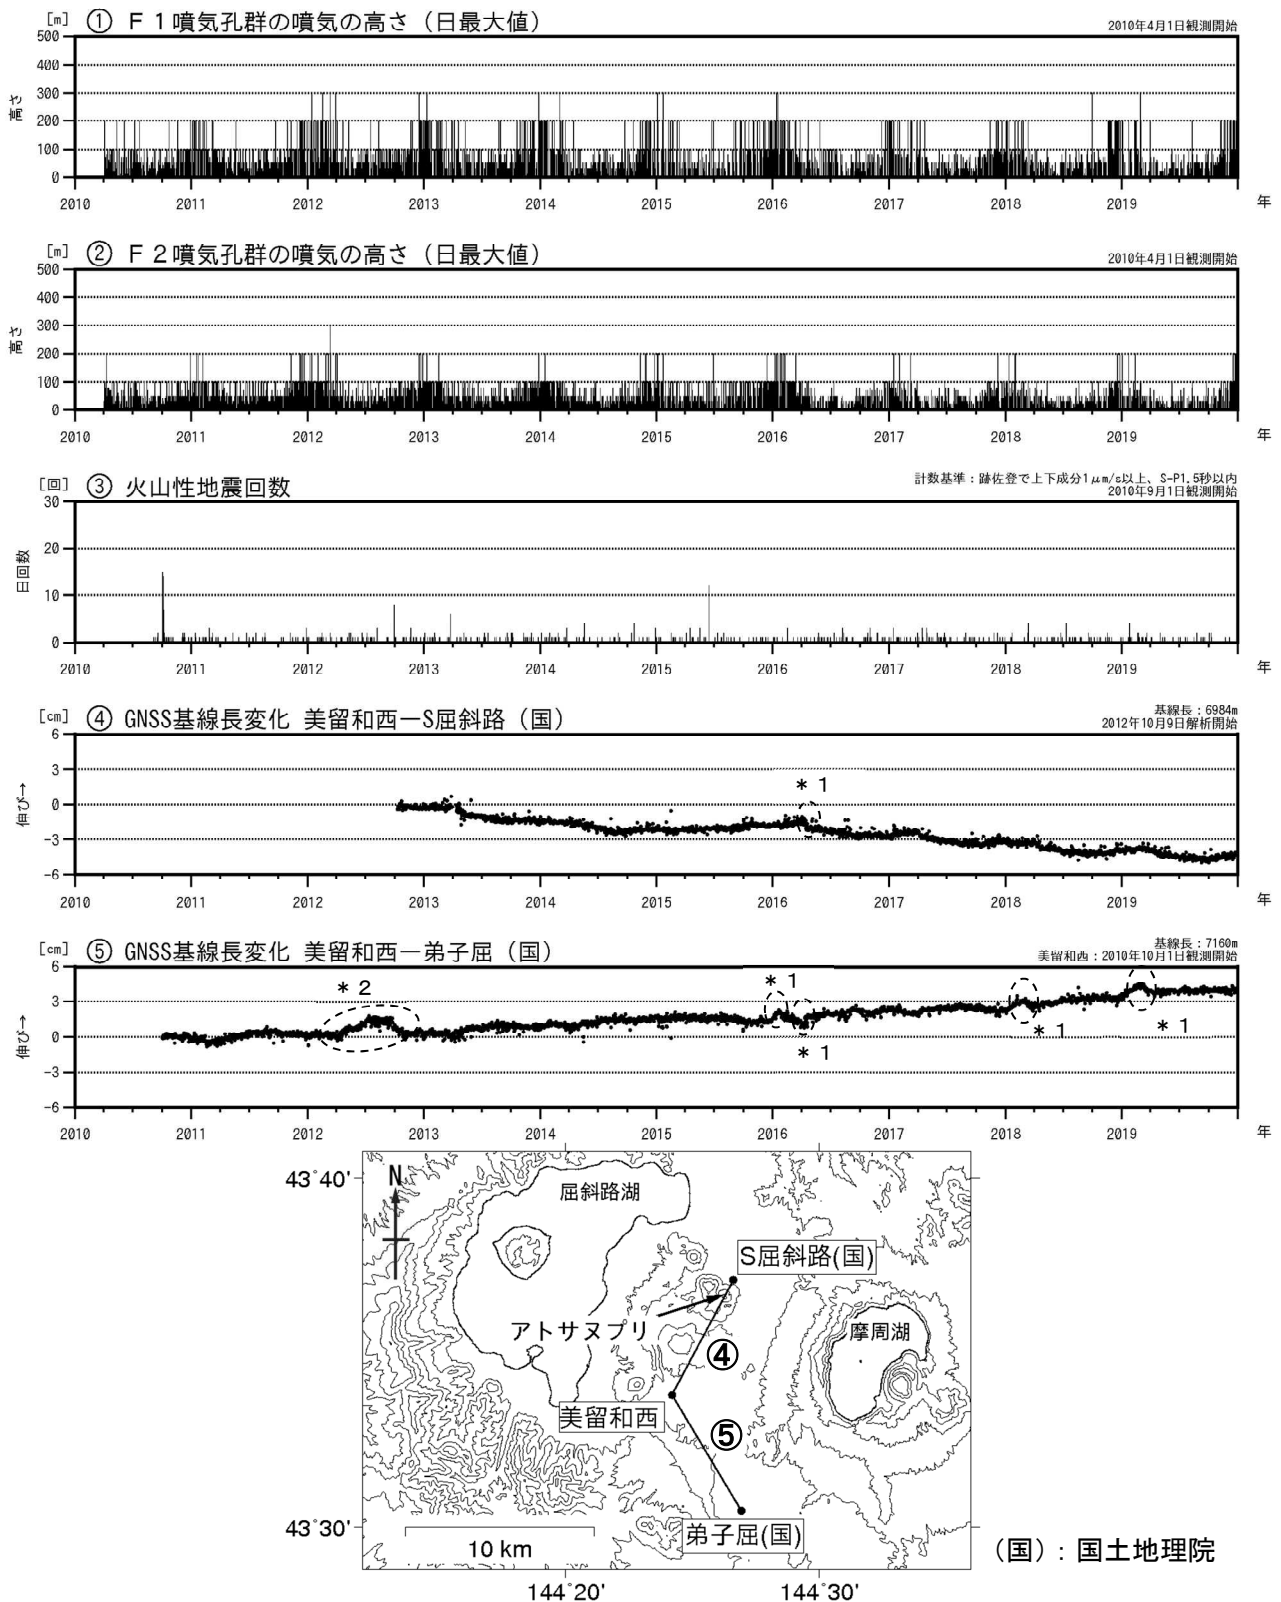 [m] ① F1噴気孔群の噴気の高さ（日最大値） 2010年4月1日観測開始
500
400
300
200
100
0
高さ
2010 2011 2012 2013 2014 2015 2016 2017 2018 2019 年
[m] ② F2噴気孔群の噴気の高さ（日最大値） 2010年4月1日観測開始
500
400
300
200
100
0
高さ
2010 2011 2012 2013 2014 2015 2016 2017 2018 2019 年
[回] ③ 火山性地震回数 計数基準：跡佐登で上下成分1μm/s以上、S-P1.5秒以内
2010年9月1日観測開始
30
20
10
0
日回数
2010 2011 2012 2013 2014 2015 2016 2017 2018 2019 年
[cm] ④ GNSS基線長変化 美留和西－S屈斜路（国） 基線長：6984m
2012年10月9日解析開始
6
3
0
-3
-6
伸び→
＊1
2010 2011 2012 2013 2014 2015 2016 2017 2018 2019 年
[cm] ⑤ GNSS基線長変化 美留和西－弟子屈（国） 基線長：7160m
美留和西：2010年10月1日観測開始
6
3
0
-3
-6
伸び→
＊2
＊1
＊1
＊1
＊1
2010 2011 2012 2013 2014 2015 2016 2017 2018 2019 年
43°40'
N
屈斜路湖
S屈斜路(国)
アトサヌプリ
摩周湖
④
美留和西
⑤
43°30'
弟子屈(国)
10 km
（国）：国土地理院
144°20' 144°30'